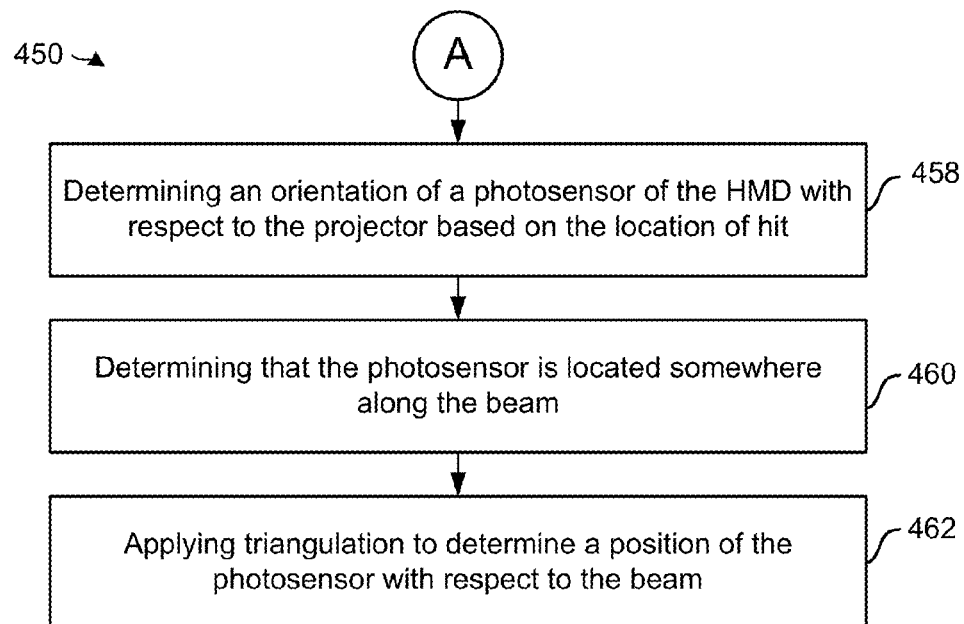 450
A
Determining an orientation of a photosensor of the HMD with
respect to the projector based on the location of hit
458
Determining that the photosensor is located somewhere
along the beam
460
Applying triangulation to determine a position of the
photosensor with respect to the beam
462